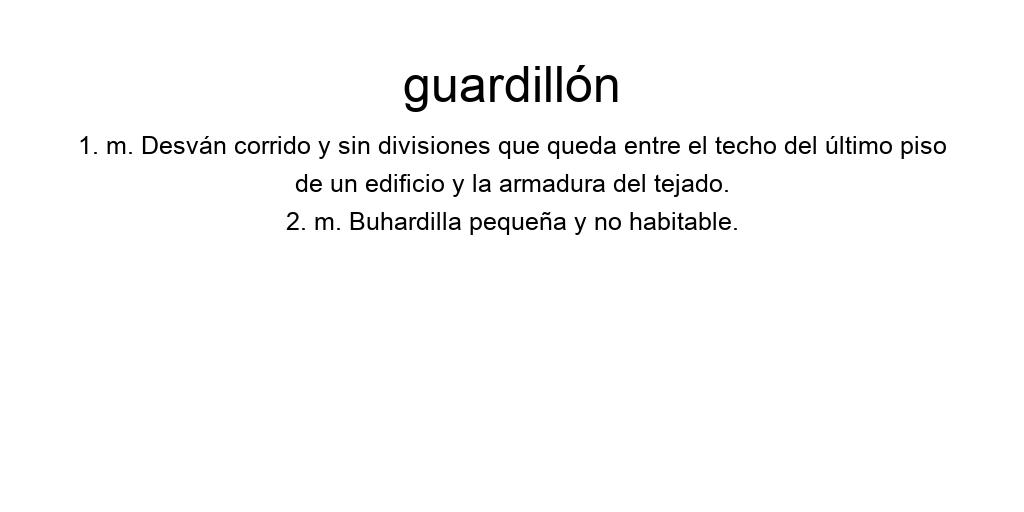 guardillón
1. m. Desván corrido y sin divisiones que queda entre el techo del último piso
de un edificio y la armadura del tejado.
2. m. Buhardilla pequeña y no habitable.